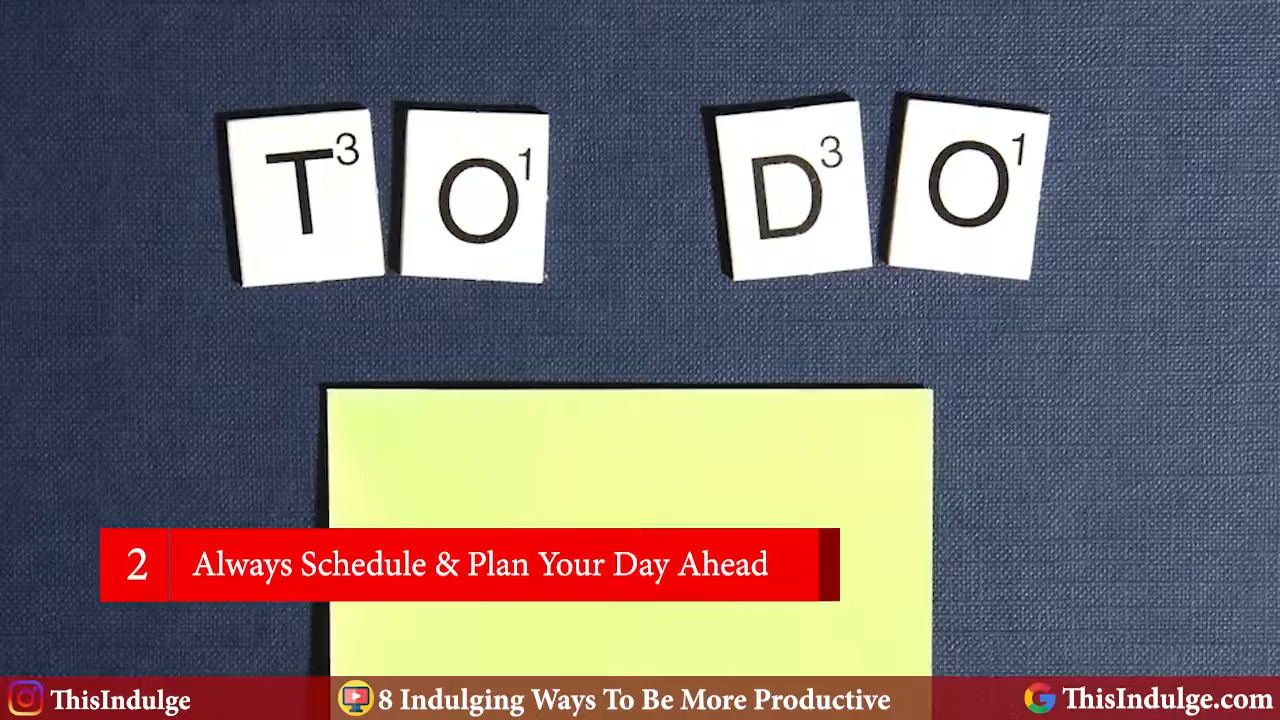 T3 O1 D3 O1
2 Always Schedule & Plan Your Day Ahead
ThisIndulge 8 Indulging Ways To Be More Productive ThisIndulge.com